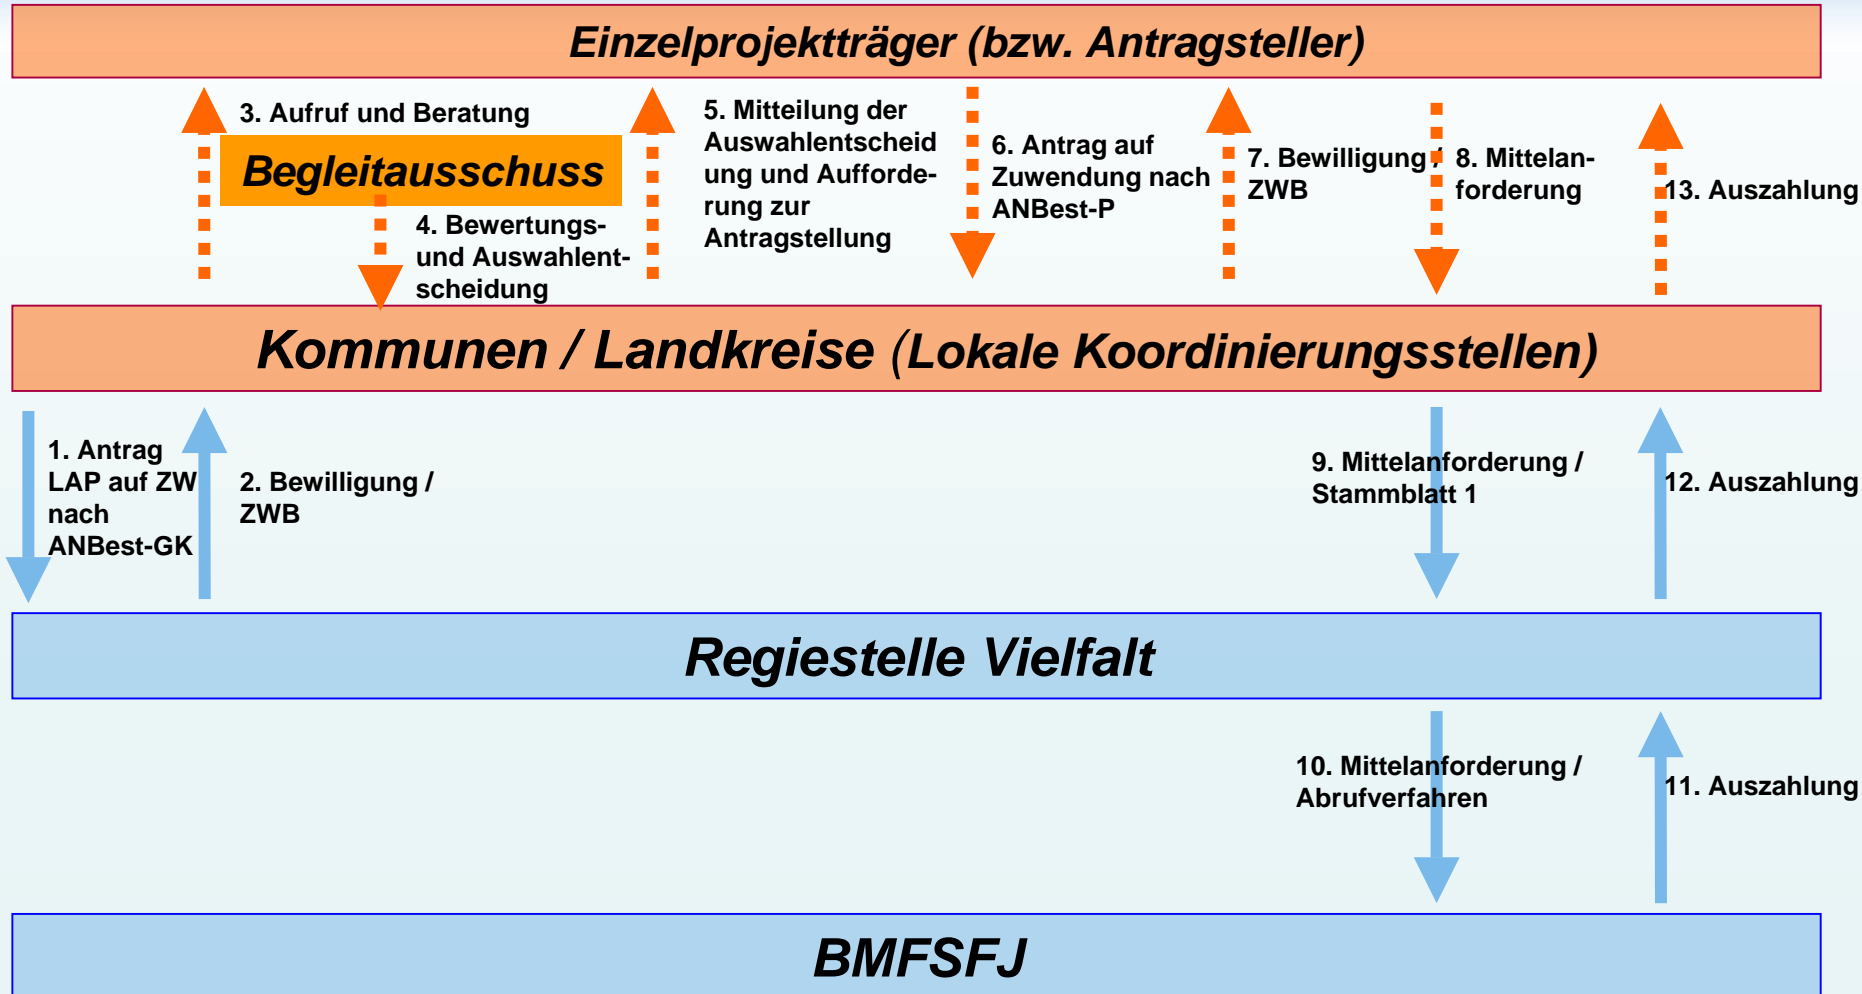 Einzelprojektträger (bzw. Antragsteller)
3. Aufruf und Beratung
Begleitausschuss
4. Bewertungs-
und Auswahlent-
scheidung
5. Mitteilung der
Auswahlentscheid
ung und Aufforde-
rung zur
Antragstellung
6. Antrag auf
Zuwendung nach
ANBest-P
7. Bewilligung /
ZWB
8. Mittelan-
forderung
13. Auszahlung
Kommunen / Landkreise (Lokale Koordinierungsstellen)
1. Antrag
LAP auf ZW
nach
ANBest-GK
2. Bewilligung /
ZWB
9. Mittelanforderung /
Stammblatt 1
12. Auszahlung
Regiestelle Vielfalt
10. Mittelanforderung /
Abrufverfahren
11. Auszahlung
BMFSFJ